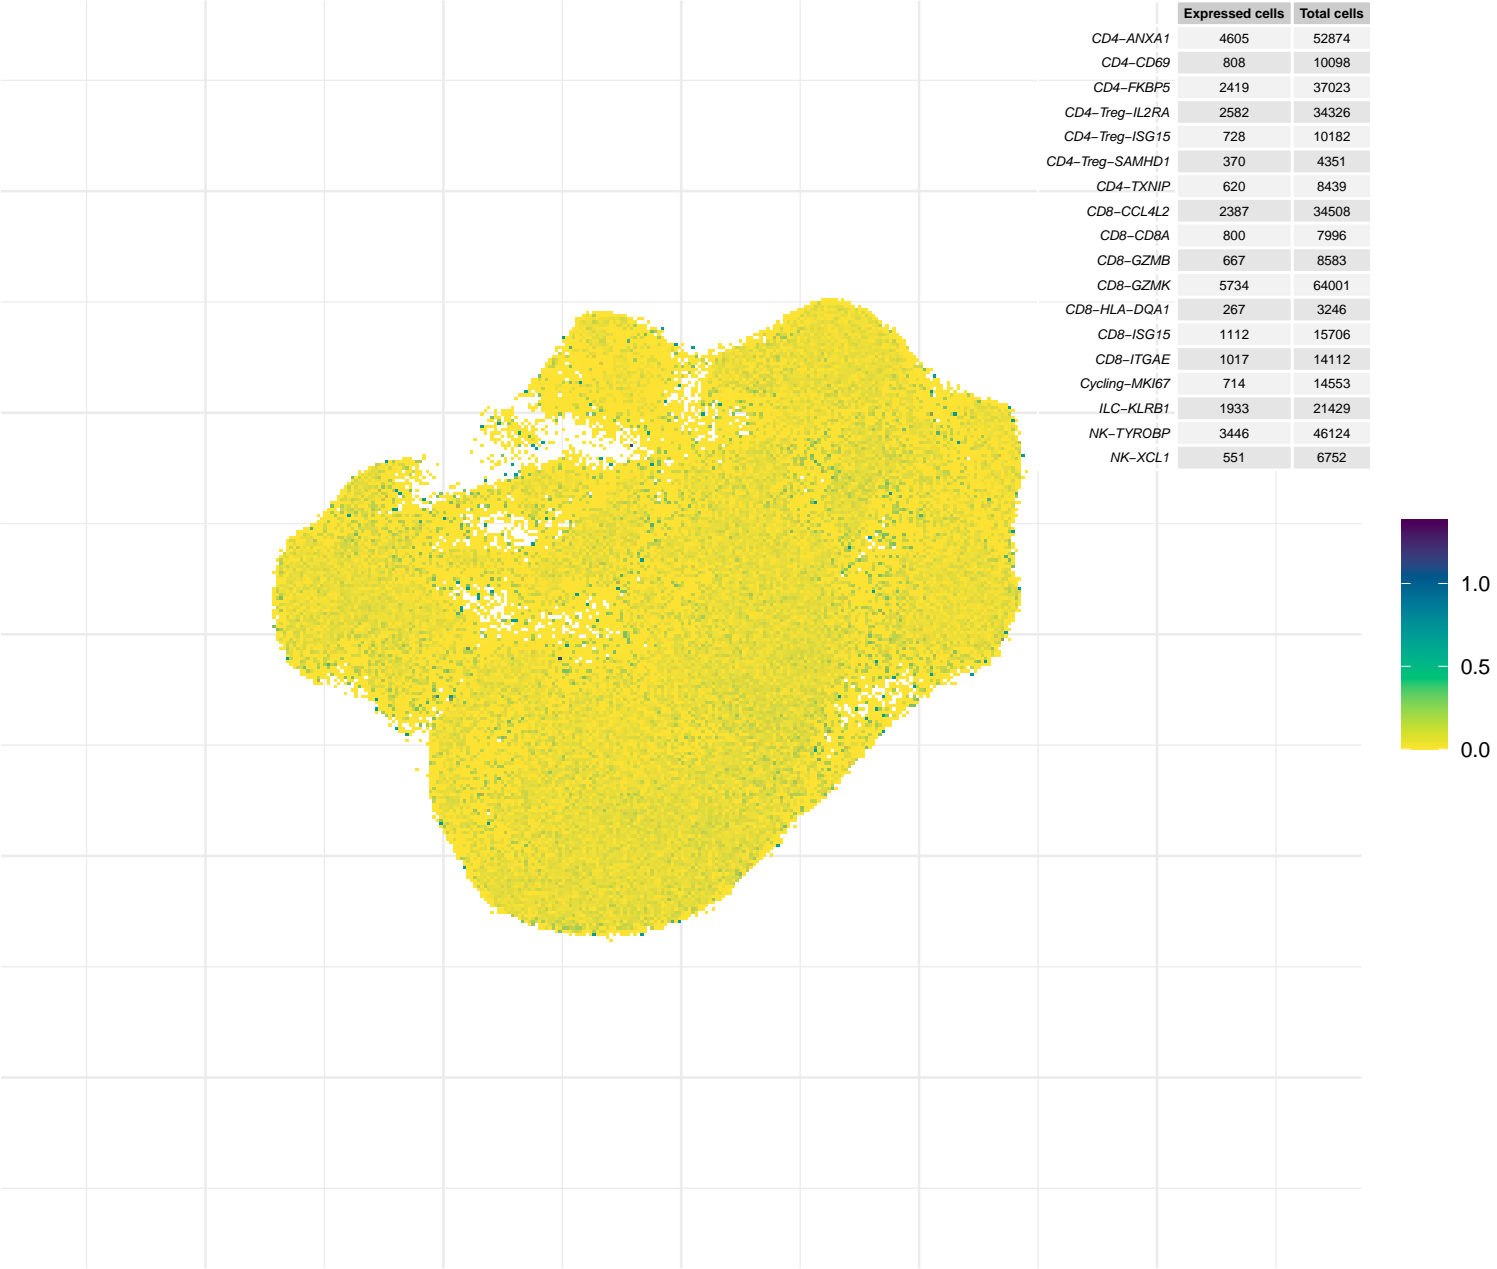 Expressed cells Total cells
CD4−ANXA1 4605 52874
CD4−CD69 808 10098
CD4−FKBP5 2419 37023
CD4−Treg−IL2RA 2582 34326
CD4−Treg−ISG15 728 10182
CD4−Treg−SAMHD1 370 4351
CD4−TXNIP 620 8439
CD8−CCL4L2 2387 34508
CD8−CD8A 800 7996
CD8−GZMB 667 8583
CD8−GZMK 5734 64001
CD8−HLA−DQA1 267 3246
CD8−ISG15 1112 15706
CD8−ITGAE 1017 14112
Cycling−MKI67 714 14553
ILC−KLRB1 1933 21429
NK−TYROBP 3446 46124
NK−XCL1 551 6752
1.0
0.5
0.0